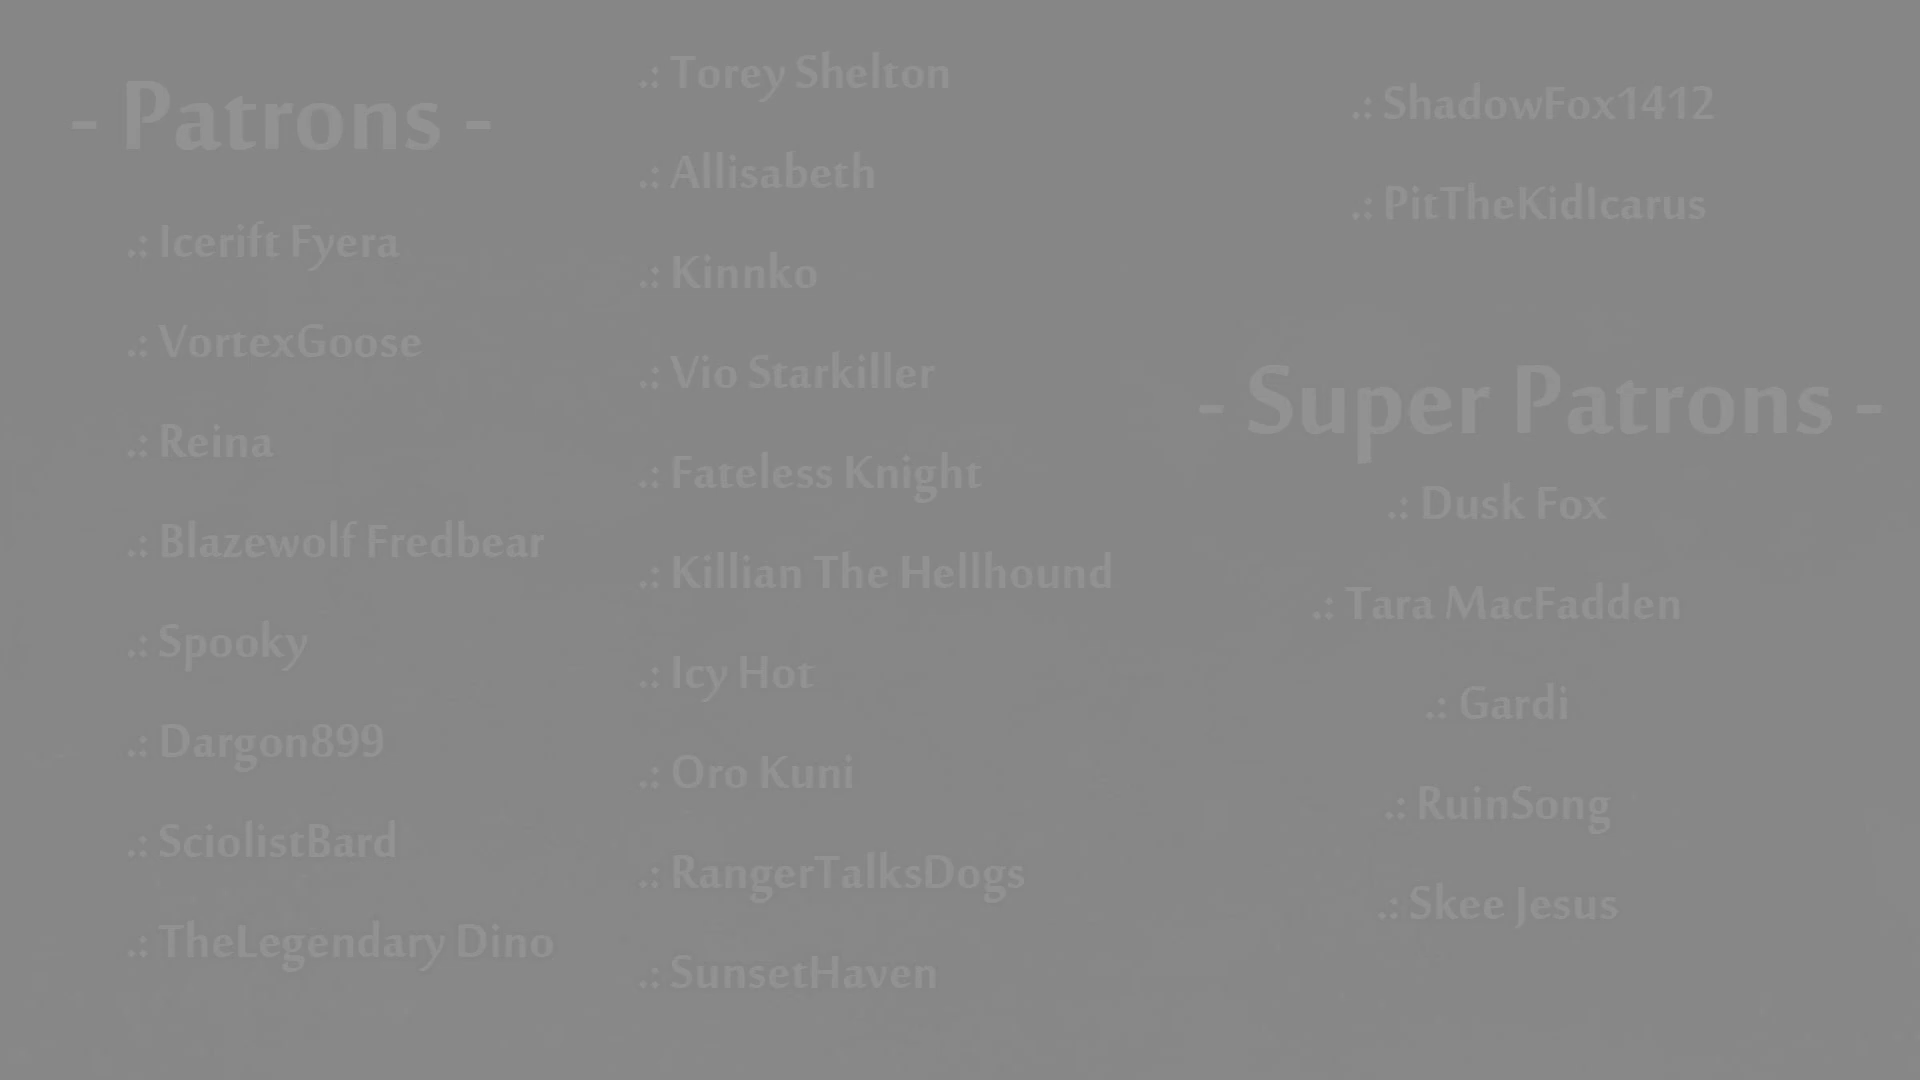 - Patrons -
.: Icerift Fyera
.: VortexGoose
.: Reina
.: Blazewolf Fredbear
.: Spooky
.: Dargon899
.: SciolistBard
.: TheLegendary Dino
.: Torey Shelton
.: Allisabeth
.: Kinnko
.: Vio Starkiller
.: Fateless Knight
.: Killian The Hellhound
.: Icy Hot
.: Oro Kuni
.: RangerTalksDogs
.: SunsetHaven
.: ShadowFox1412
.: PitTheKidIcarus
- Super Patrons -
.: Dusk Fox
.: Tara MacFadden
.: Gardi
.: RuinSong
.: Skee Jesus